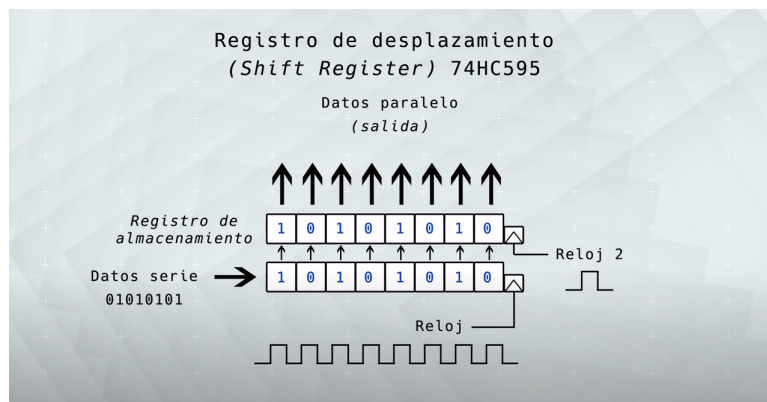 Registro de desplazamiento
(Shift Register) 74HC595
Datos paralelo
(salida)
Registro de
almacenamiento
1 0 1 0 1 0 1 0
Reloj 2
Datos serie
01010101
1 0 1 0 1 0 1 0
Reloj